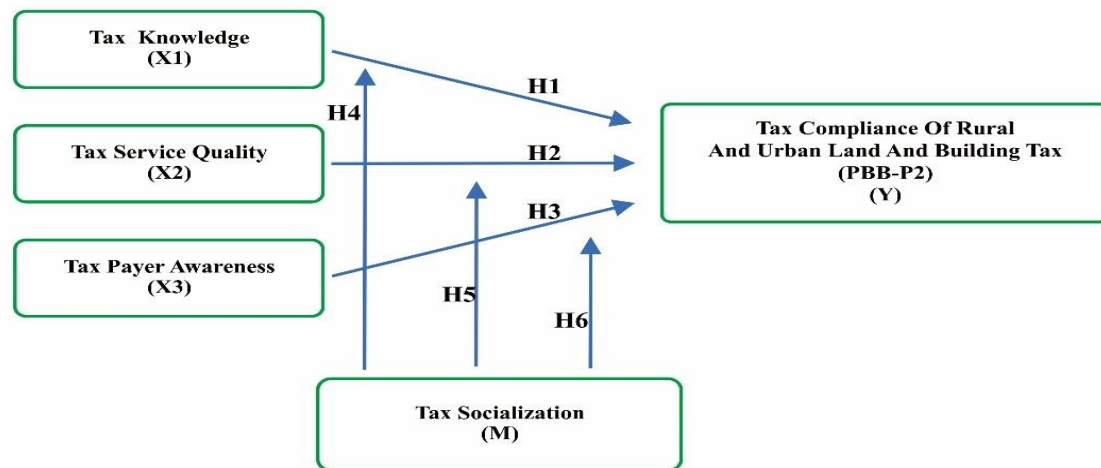 Tax Knowledge
(X1)
H1
H4
Tax Compliance Of Rural
And Urban Land And Building Tax
(PBB-P2)
(Y)
Tax Service Quality
(X2)
H2
H3
Tax Payer Awareness
(X3)
H5
H6
Tax Socialization
(M)